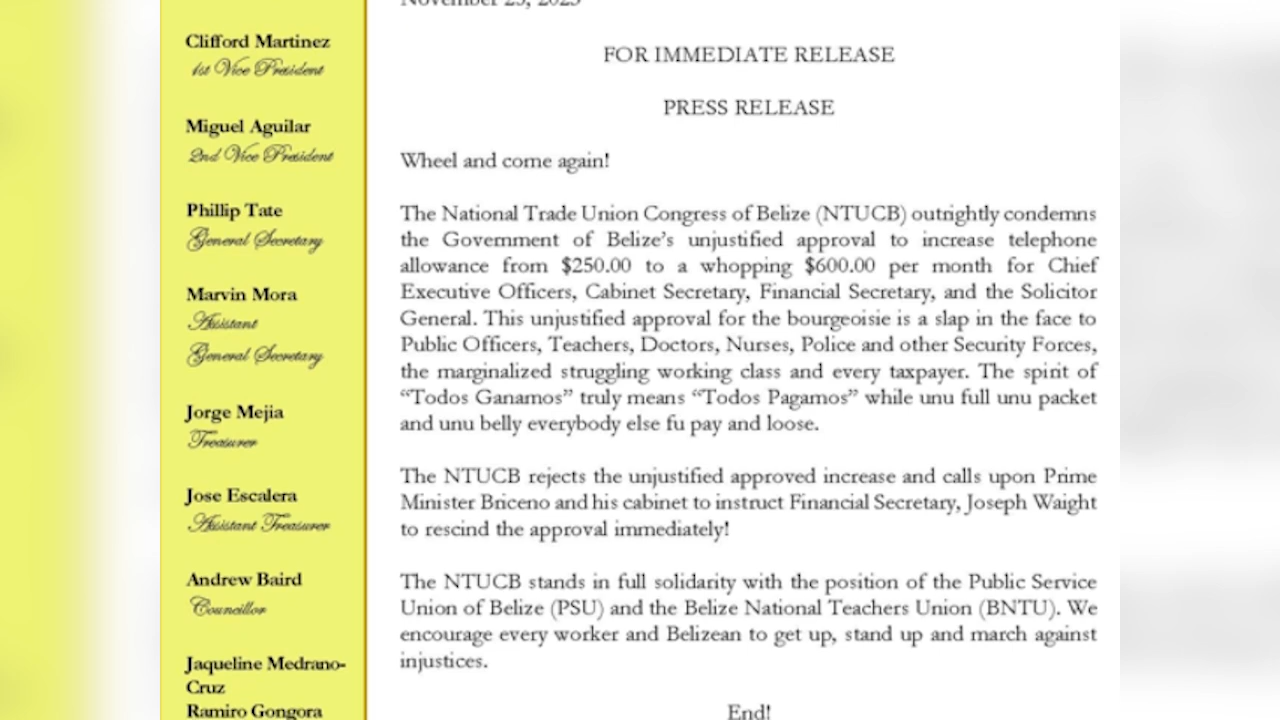 Clifford Martinez
1st Vice President
Miguel Aguilar
2nd Vice President
Phillip Tate
General Secretary
Marvin Mora
Assistant
General Secretary
Jorge Mejia
Treasurer
Jose Escalera
Assistant Treasurer
Andrew Baird
Councillor
Jaqueline Medrano-
Cruz
Ramiro Gongora
FOR IMMEDIATE RELEASE
PRESS RELEASE
Wheel and come again!
The National Trade Union Congress of Belize (NTUCB) outrightly condemns
the Government of Belize's unjustified approval to increase telephone
allowance from $250.00 to a whopping $600.00 per month for Chief
Executive Officers, Cabinet Secretary, Financial Secretary, and the Solicitor
General. This unjustified approval for the bourgeoisie is a slap in the face to
Public Officers, Teachers, Doctors, Nurses, Police and other Security Forces,
the marginalized struggling working class and every taxpayer. The spirit of
“Todos Ganamos” truly means “Todos Pagamos” while unu full unu packet
and unu belly everybody else fu pay and loose.
The NTUCB rejects the unjustified approved increase and calls upon Prime
Minister Briceno and his cabinet to instruct Financial Secretary, Joseph Waight
to rescind the approval immediately!
The NTUCB stands in full solidarity with the position of the Public Service
Union of Belize (PSU) and the Belize National Teachers Union (BNTU). We
encourage every worker and Belizean to get up, stand up and march against
injustices.
End!